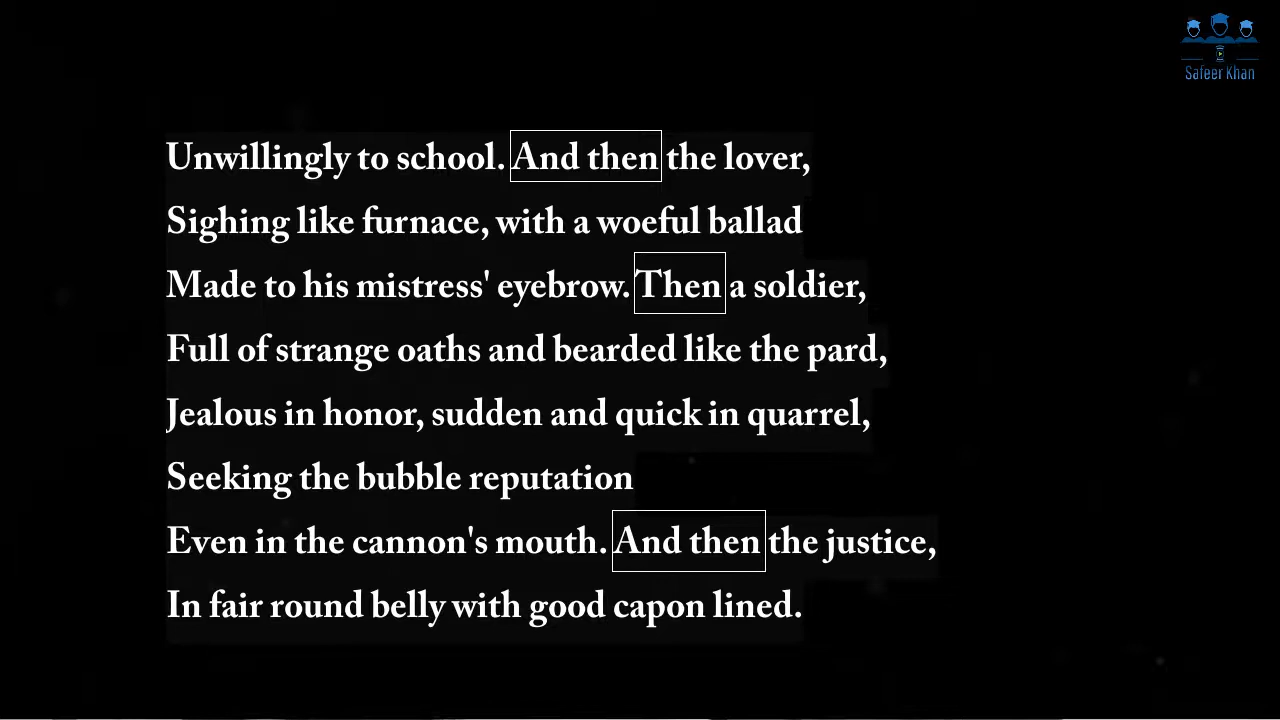 Safeer Khan
Unwillingly to school. And then the lover,
Sighing like furnace, with a woeful ballad
Made to his mistress' eyebrow. Then a soldier,
Full of strange oaths and bearded like the pard,
Jealous in honor, sudden and quick in quarrel,
Seeking the bubble reputation
Even in the cannon's mouth. And then the justice,
In fair round belly with good capon lined.